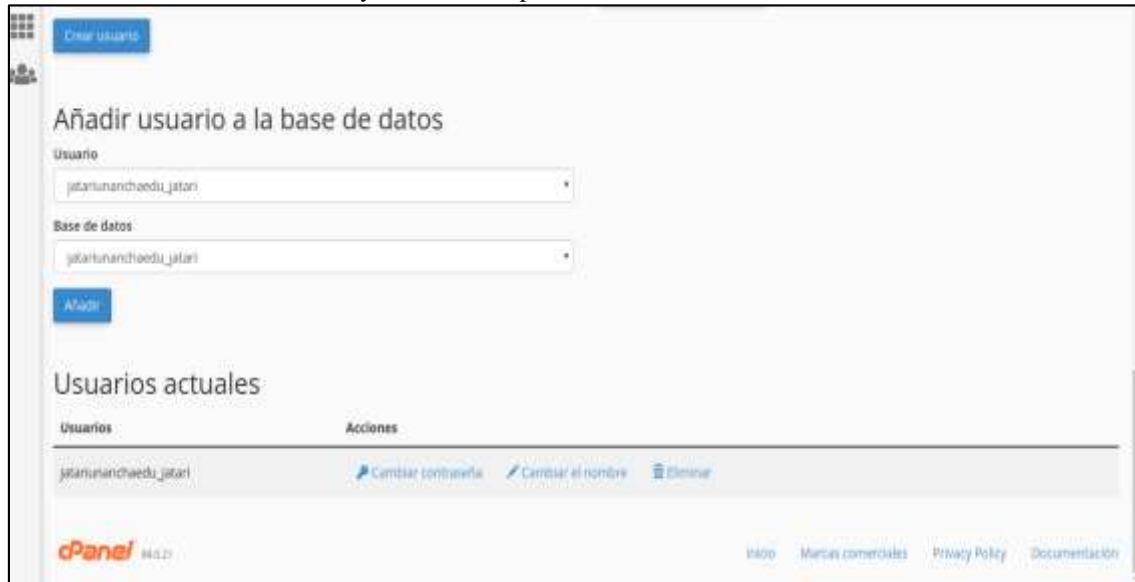 Crear usuario
Añadir usuario a la base de datos
Usuario
jatariunanchaedu_jatari
Base de datos
jatariunanchaedu_jatari
Añadir
Usuarios actuales
Usuarios Acciones
jatariunanchaedu_jatari Cambiar contraseña Cambiar el nombre Eliminar
cPanel Inicio Marcas comerciales Privacy Policy Documentación